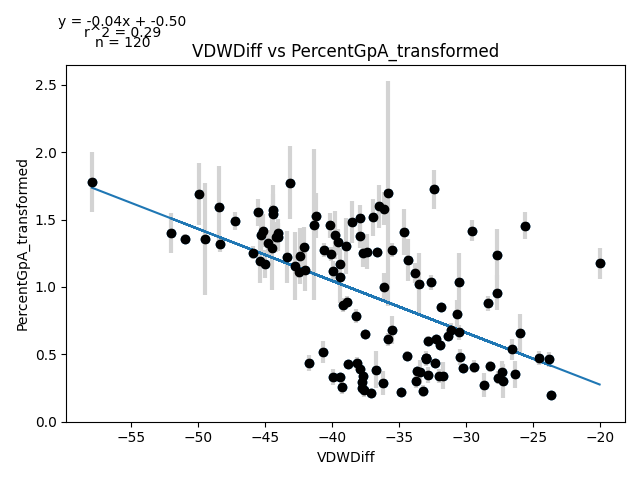 y = -0.04x + -0.50
r^2 = 0.29
n = 120
VDWDiff vs PercentGpA_transformed
PercentGpA_transformed
2.5
2.0
1.5
1.0
0.5
0.0
−55
−50
−45
−40
−35
−30
−25
−20
VDWDiff